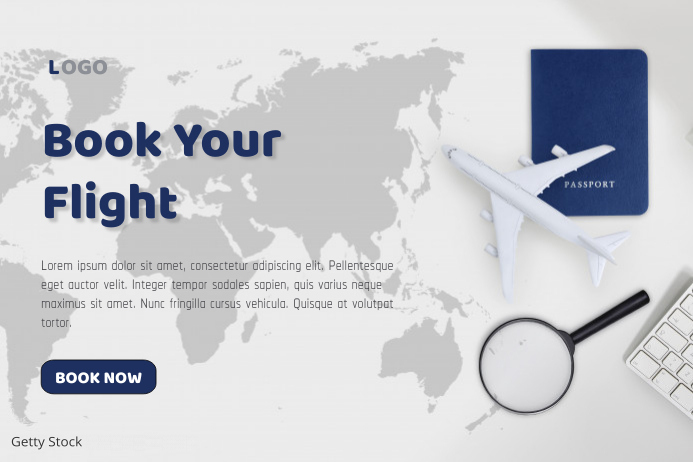 LOGO
Book Your
Flight
PASSPORT
Lorem ipsum dolor sit amet, consectetur adipiscing elit. Pellentesque
eget auctor velit. Integer tempor sodales sapien, quis varius neque
maximus sit amet. Nunc fringilla cursus vehicula. Quisque at volutpat
tortor.
BOOK NOW
Getty Stock